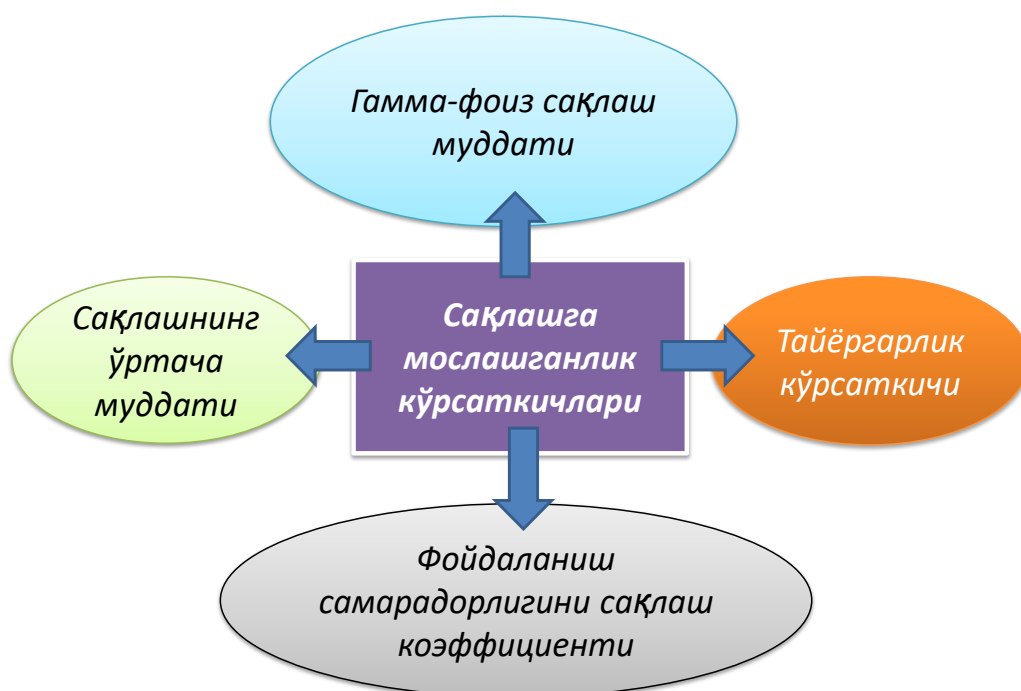 Гамма-фоиз сақлаш
муддати
Сақлашнинг
ўртача
муддати
Сақлашга
мослашганлик
кўрсаткичлари
Тайёргарлик
кўрсаткичи
Фойдаланиш
самарадорлигини сақлаш
коэффициенти